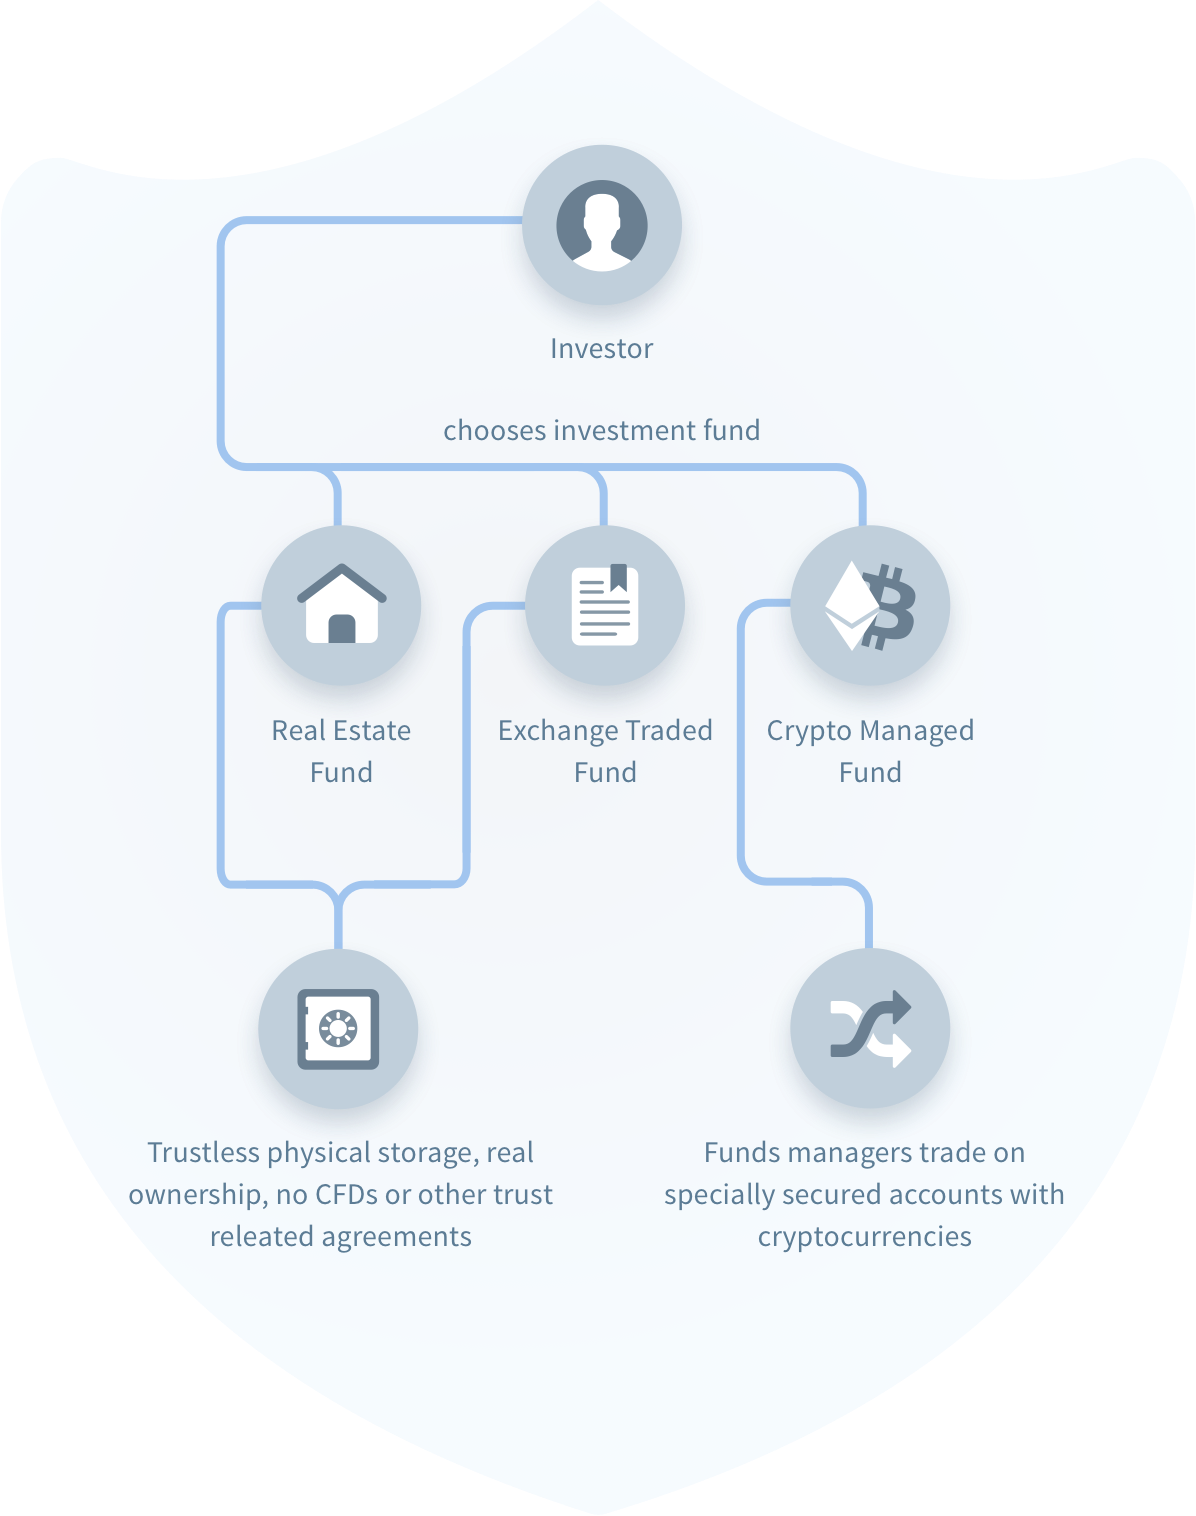 Investor
chooses investment fund
Real Estate
Fund
Exchange Traded
Fund
Crypto Managed
Fund
Trustless physical storage, real
ownership, no CFDs or other trust
releated agreements
Funds managers trade on
specially secured accounts with
cryptocurrencies